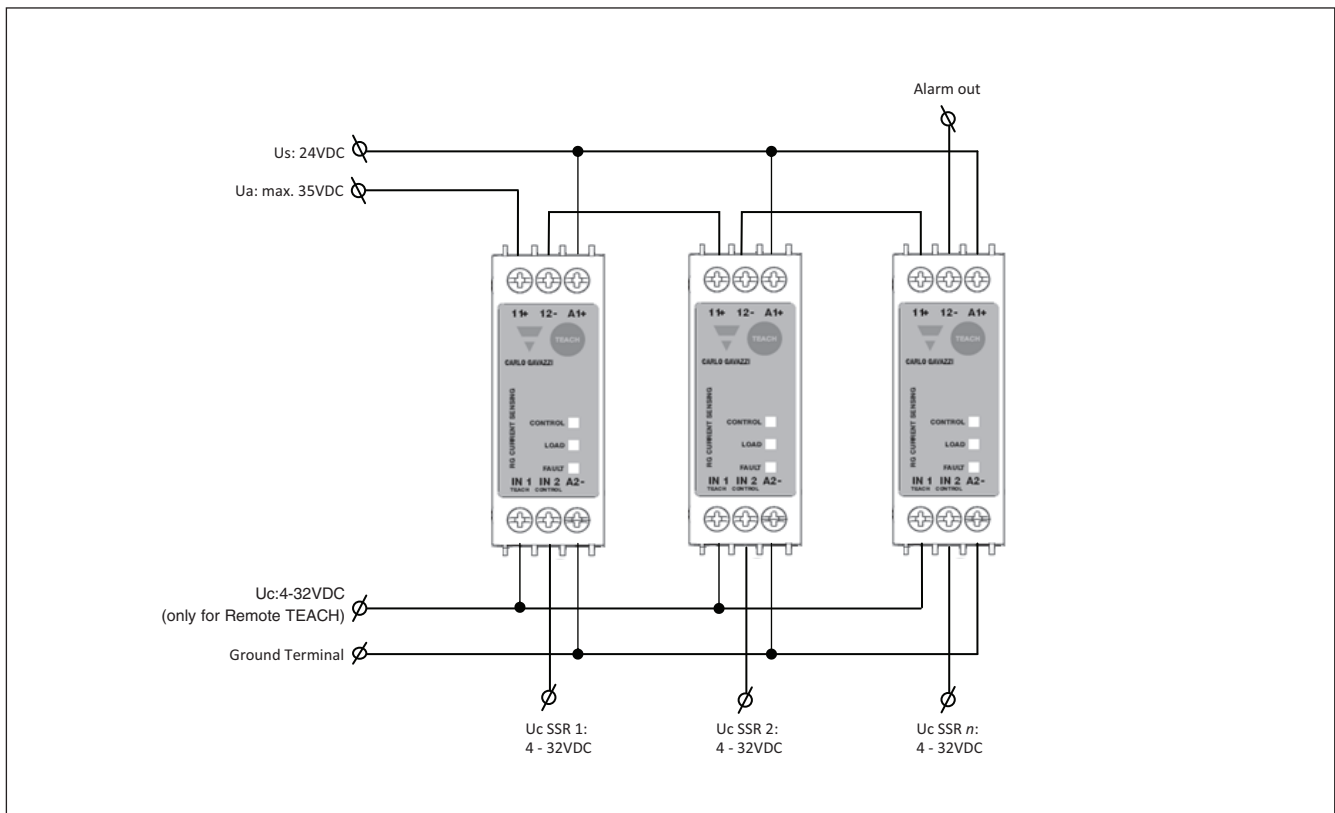 Alarm out
Us: 24VDC
Ua: max. 35VDC
11+ 12- A1+
TEACH
CARLO GAVAZZI
RG CURRENT SENSING
CONTROL
LOAD
FAULT
IN 1 IN 2 A2-
TEACH CONTROL
11+ 12- A1+
TEACH
CARLO GAVAZZI
RG CURRENT SENSING
CONTROL
LOAD
FAULT
IN 1 IN 2 A2-
TEACH CONTROL
11+ 12- A1+
TEACH
CARLO GAVAZZI
RG CURRENT SENSING
CONTROL
LOAD
FAULT
IN 1 IN 2 A2-
TEACH CONTROL
Uc:4-32VDC
(only for Remote TEACH)
Ground Terminal
Uc SSR 1:
4 - 32VDC
Uc SSR 2:
4 - 32VDC
Uc SSR n:
4 - 32VDC